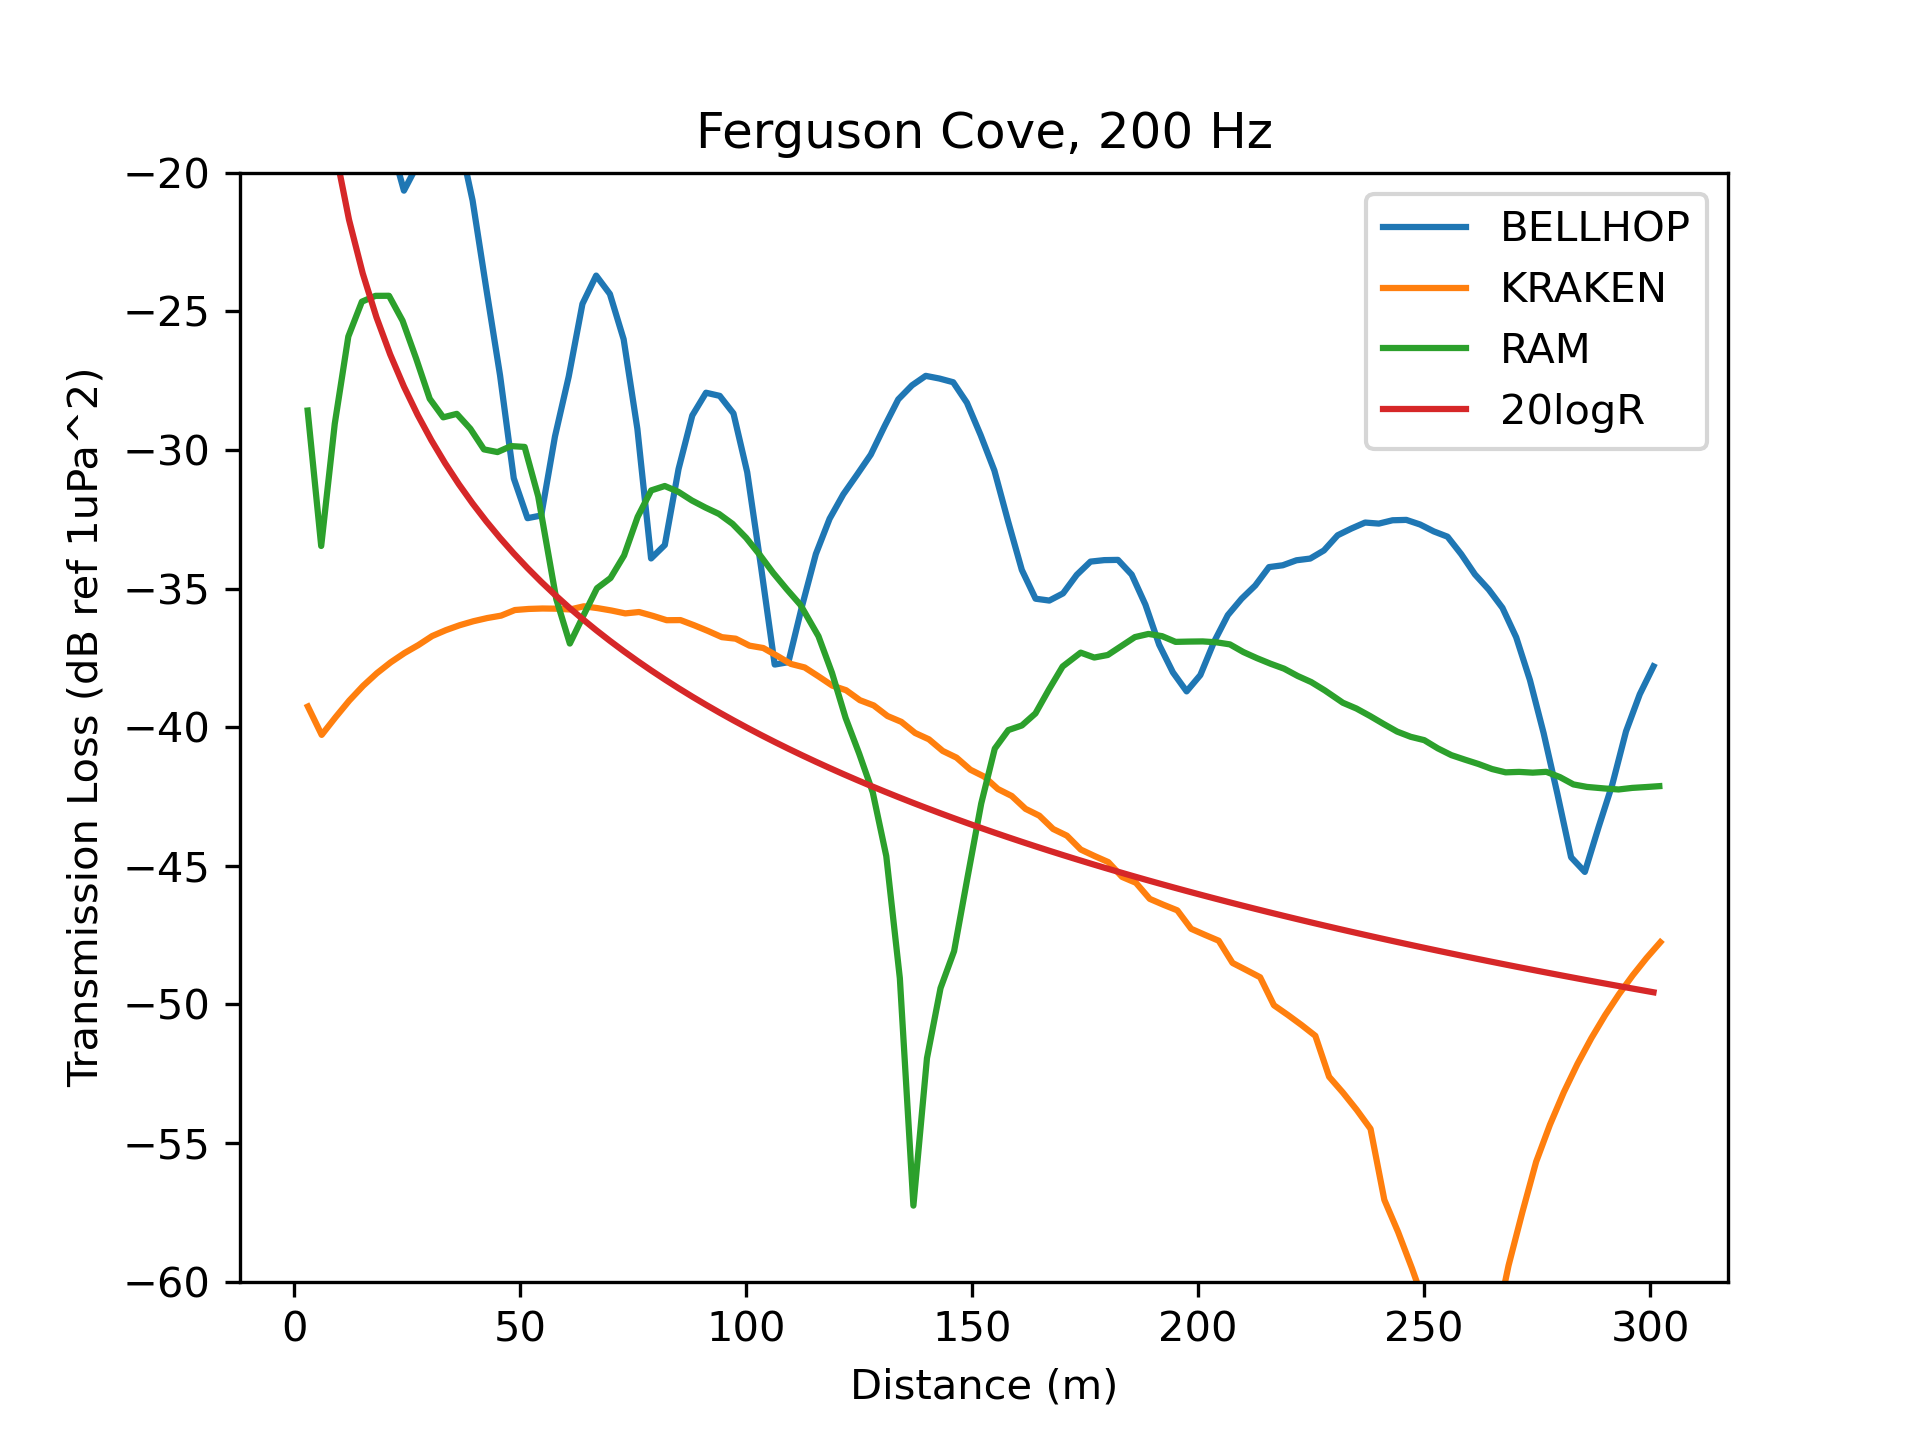 Ferguson Cove, 200 Hz
−20
−25
−30
−35
−40
−45
−50
−55
−60
Transmission Loss (dB ref 1uPa^2)
BELLHOP
KRAKEN
RAM
20logR
0 50 100 150 200 250 300
Distance (m)